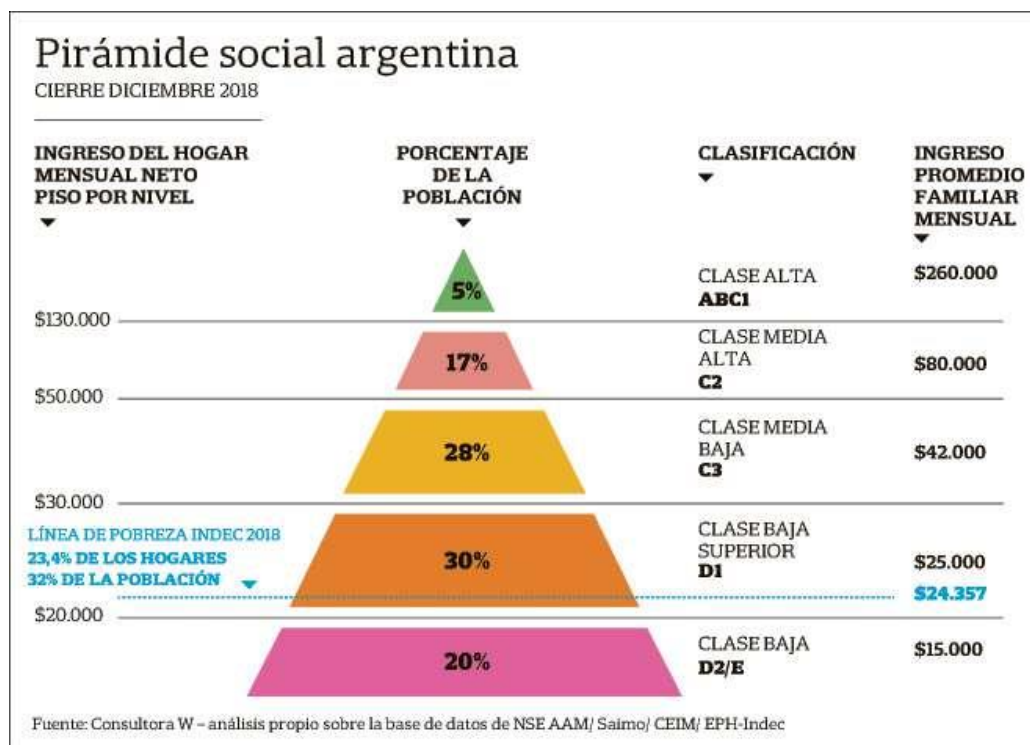 Pirámide social argentina
CIERRE DICIEMBRE 2018
INGRESO DEL HOGAR
MENSUAL NETO
PISO POR NIVEL
PORCENTAJE
DE LA
POBLACIÓN
CLASIFICACIÓN
INGRESO
PROMEDIO
FAMILIAR
MENSUAL
5%
CLASE ALTA
ABC1
$260.000
$130.000
17%
CLASE MEDIA
ALTA
C2
$80.000
$50.000
28%
CLASE MEDIA
BAJA
C3
$42.000
$30.000
LÍNEA DE POBREZA INDEC 2018
23,4% DE LOS HOGARES
32% DE LA POBLACIÓN
30%
CLASE BAJA
SUPERIOR
D1
$25.000
$24.357
$20.000
20%
CLASE BAJA
D2/E
$15.000
Fuente: Consultora W – análisis propio sobre la base de datos de NSE AAM/ Saimo/ CEIM/ EPH-Indec